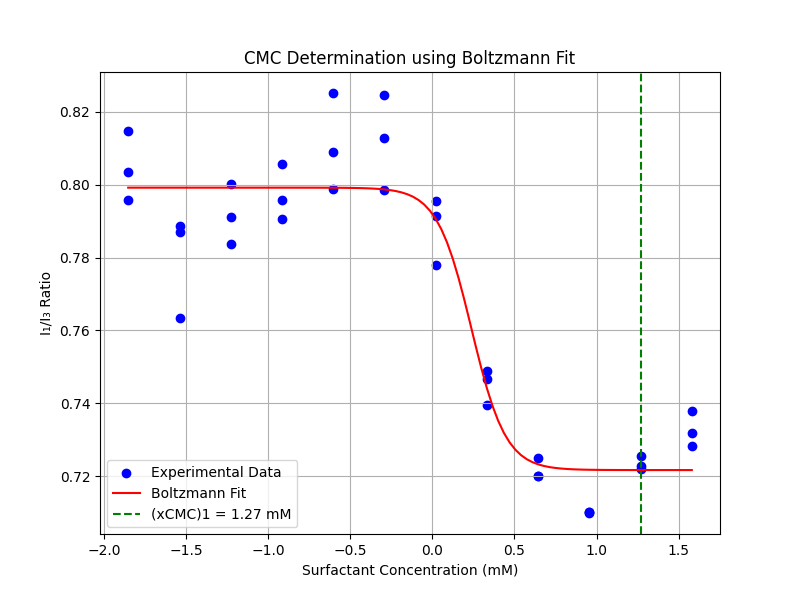 CMC Determination using Boltzmann Fit
I₁/I₃ Ratio
0.82
0.80
0.78
0.76
0.74
0.72
Experimental Data
Boltzmann Fit
(xCMC)1 = 1.27 mM
−2.0 −1.5 −1.0 −0.5 0.0 0.5 1.0 1.5
Surfactant Concentration (mM)